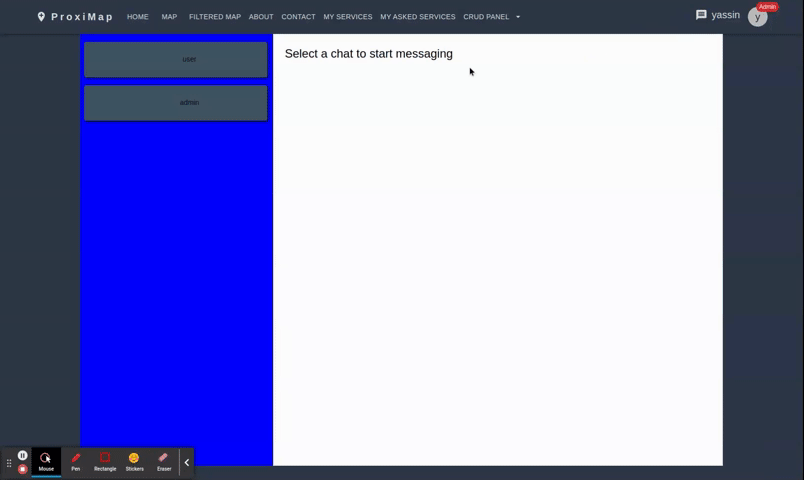 ProxiMap HOME MAP FILTERED MAP ABOUT CONTACT MY SERVICES MY ASKED SERVICES CRUD PANEL yassin y Admin
user
Select a chat to start messaging
admin
Mouse Pen Rectangle Stickers Eraser